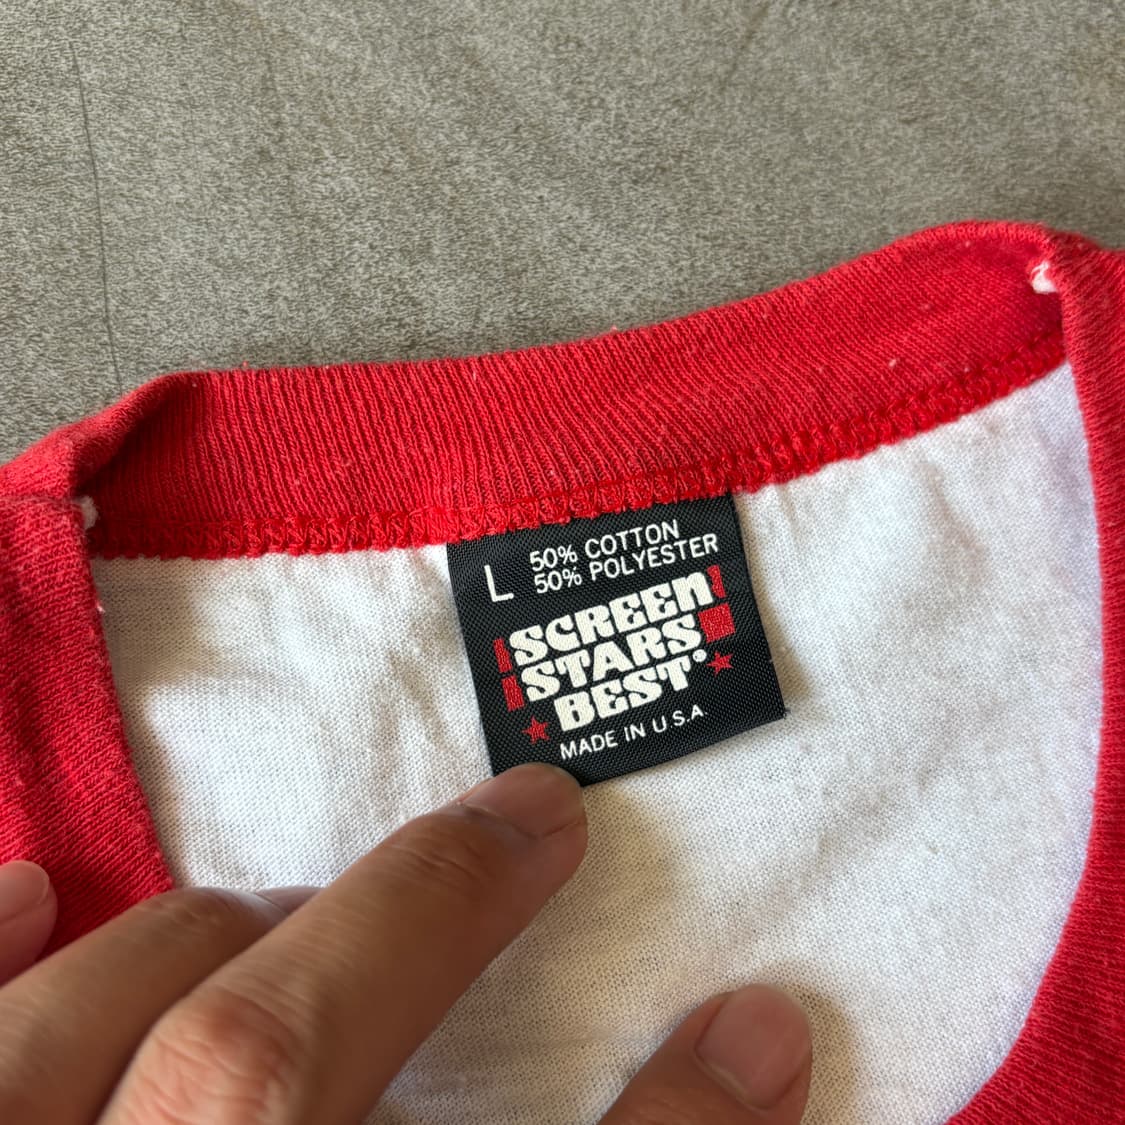 L
50% COTTON
50% POLYESTER
SCREEN
STARS
BEST®
MADE IN U.S.A.